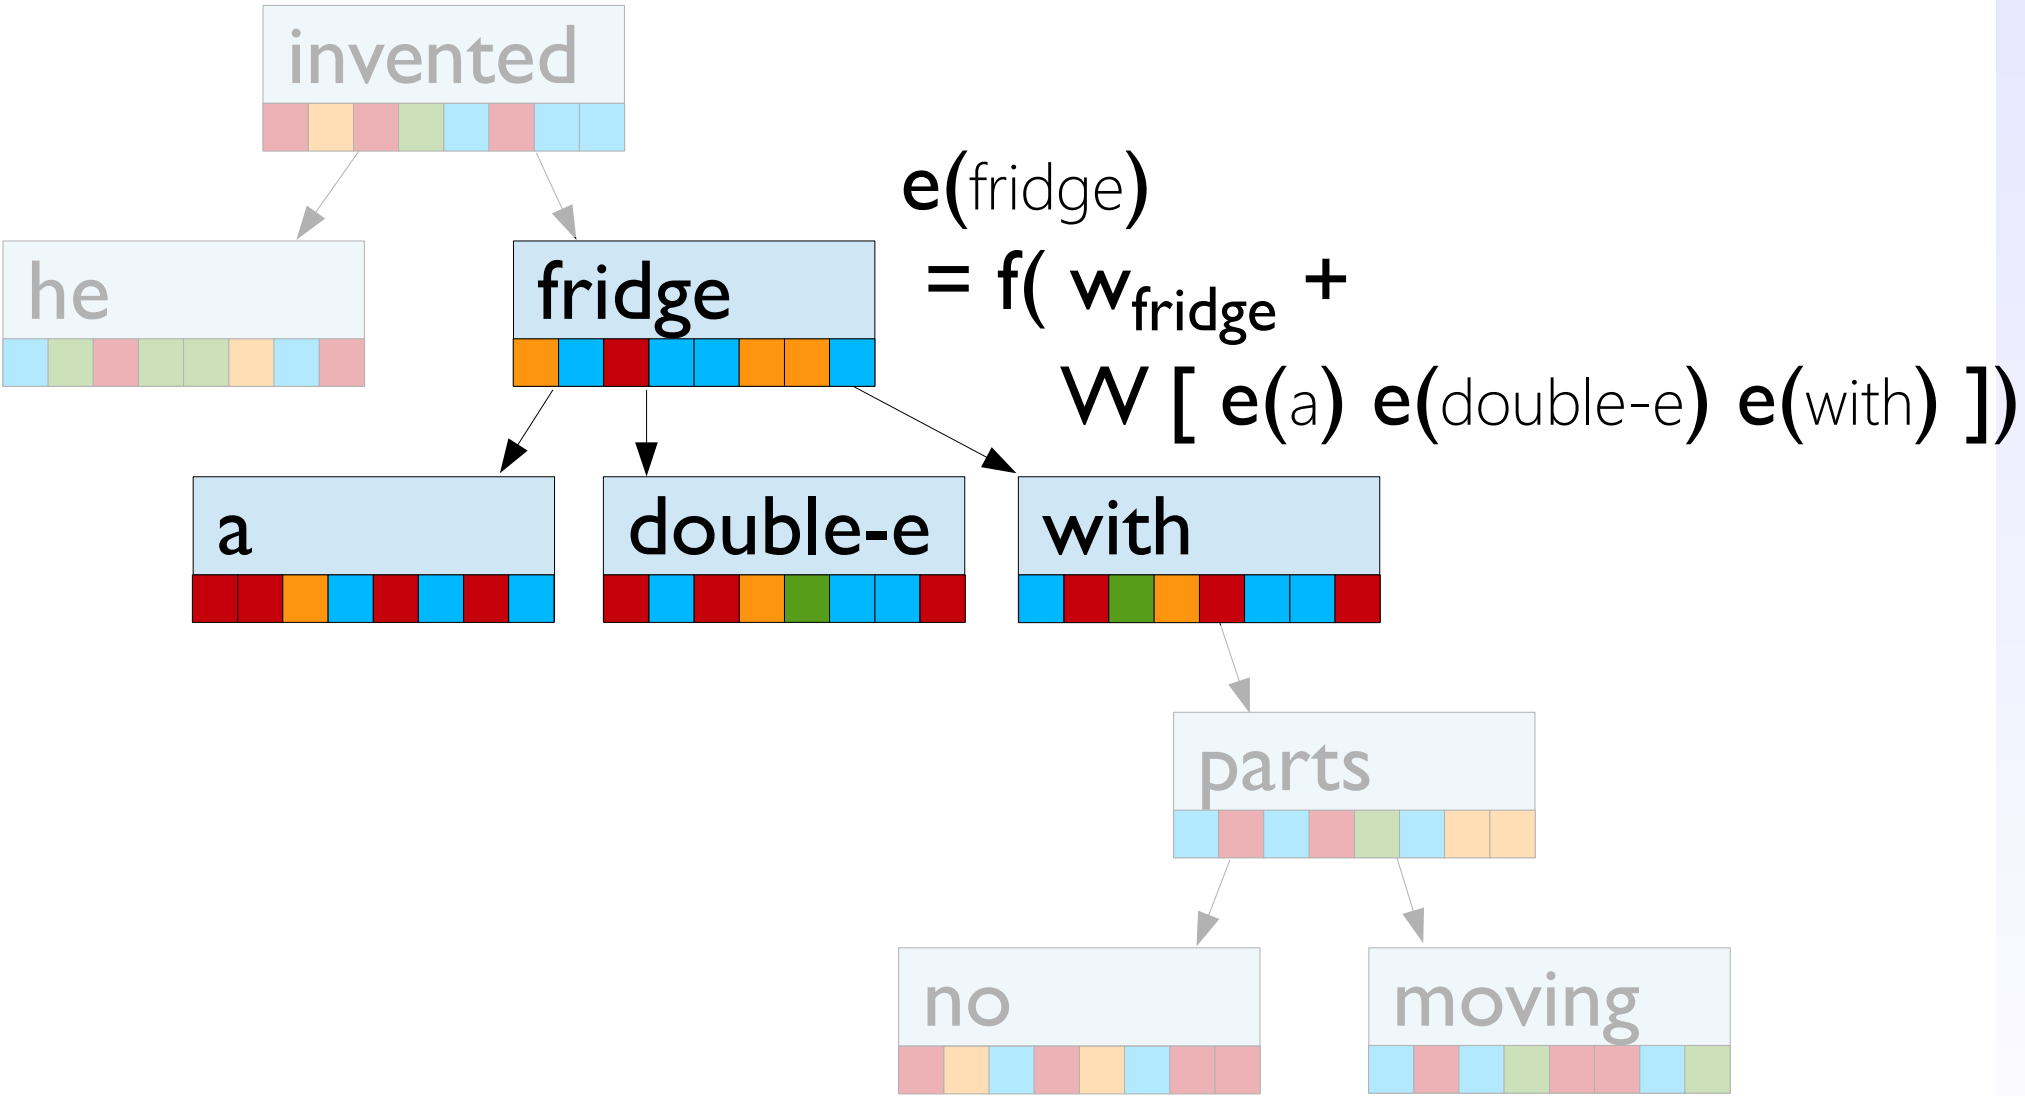 invented
e(fridge)
he
fridge
= f( w_fridge +
W [ e(a) e(double-e) e(with) ])
a
double-e
with
parts
no
moving